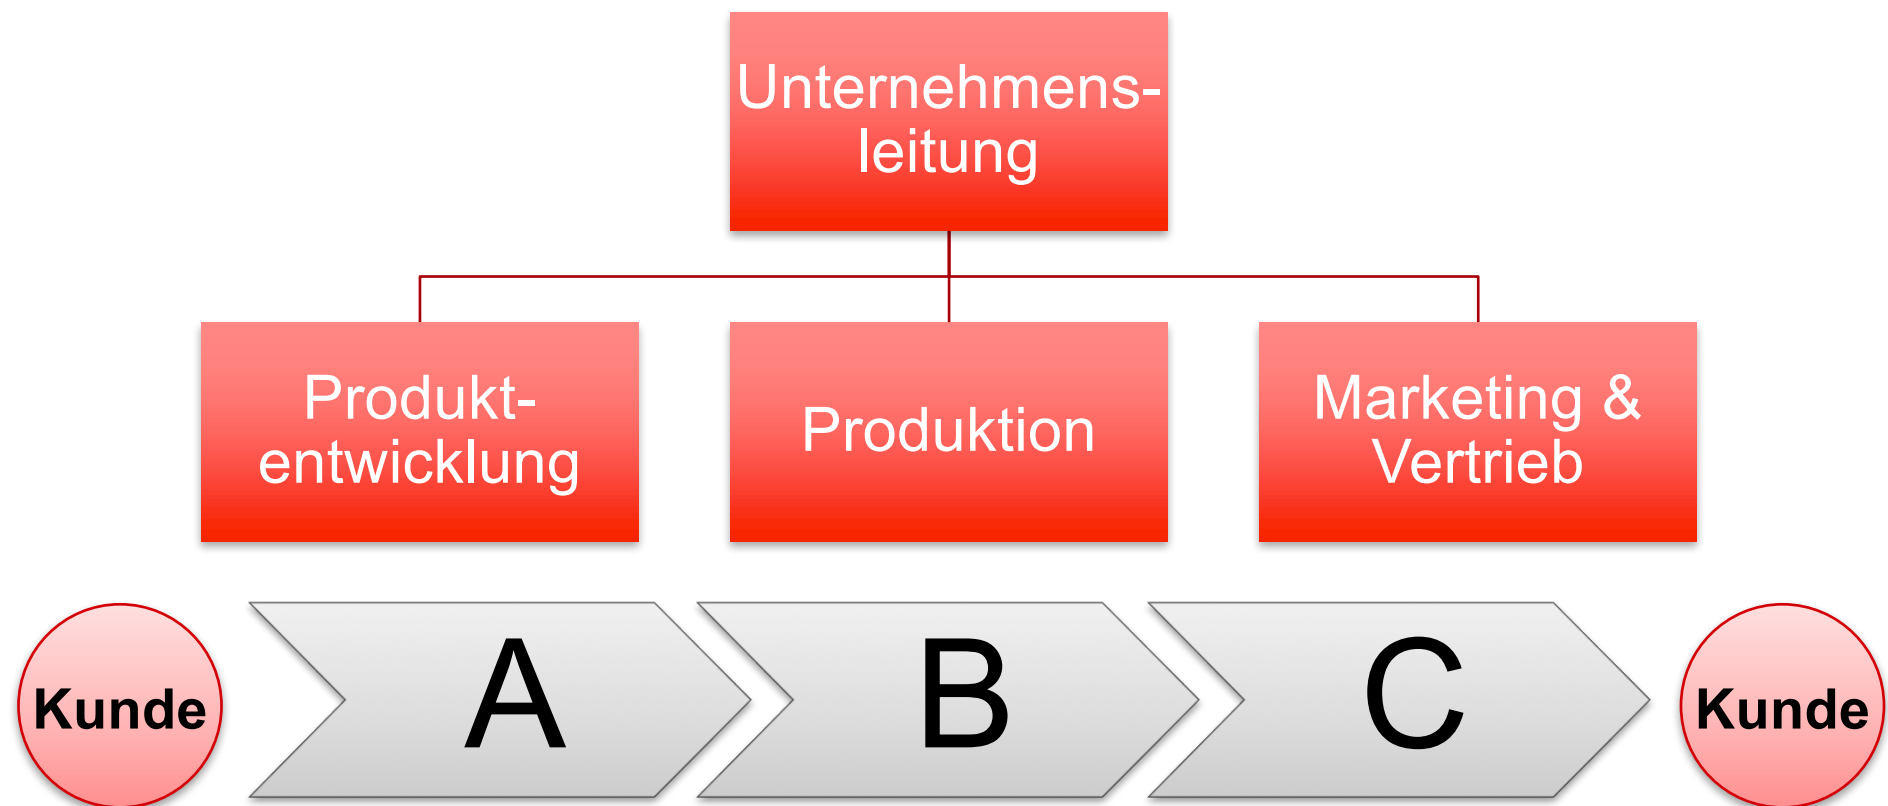 Unternehmens-
leitung
Produkt-
entwicklung
Produktion
Marketing &
Vertrieb
Kunde
A
B
C
Kunde